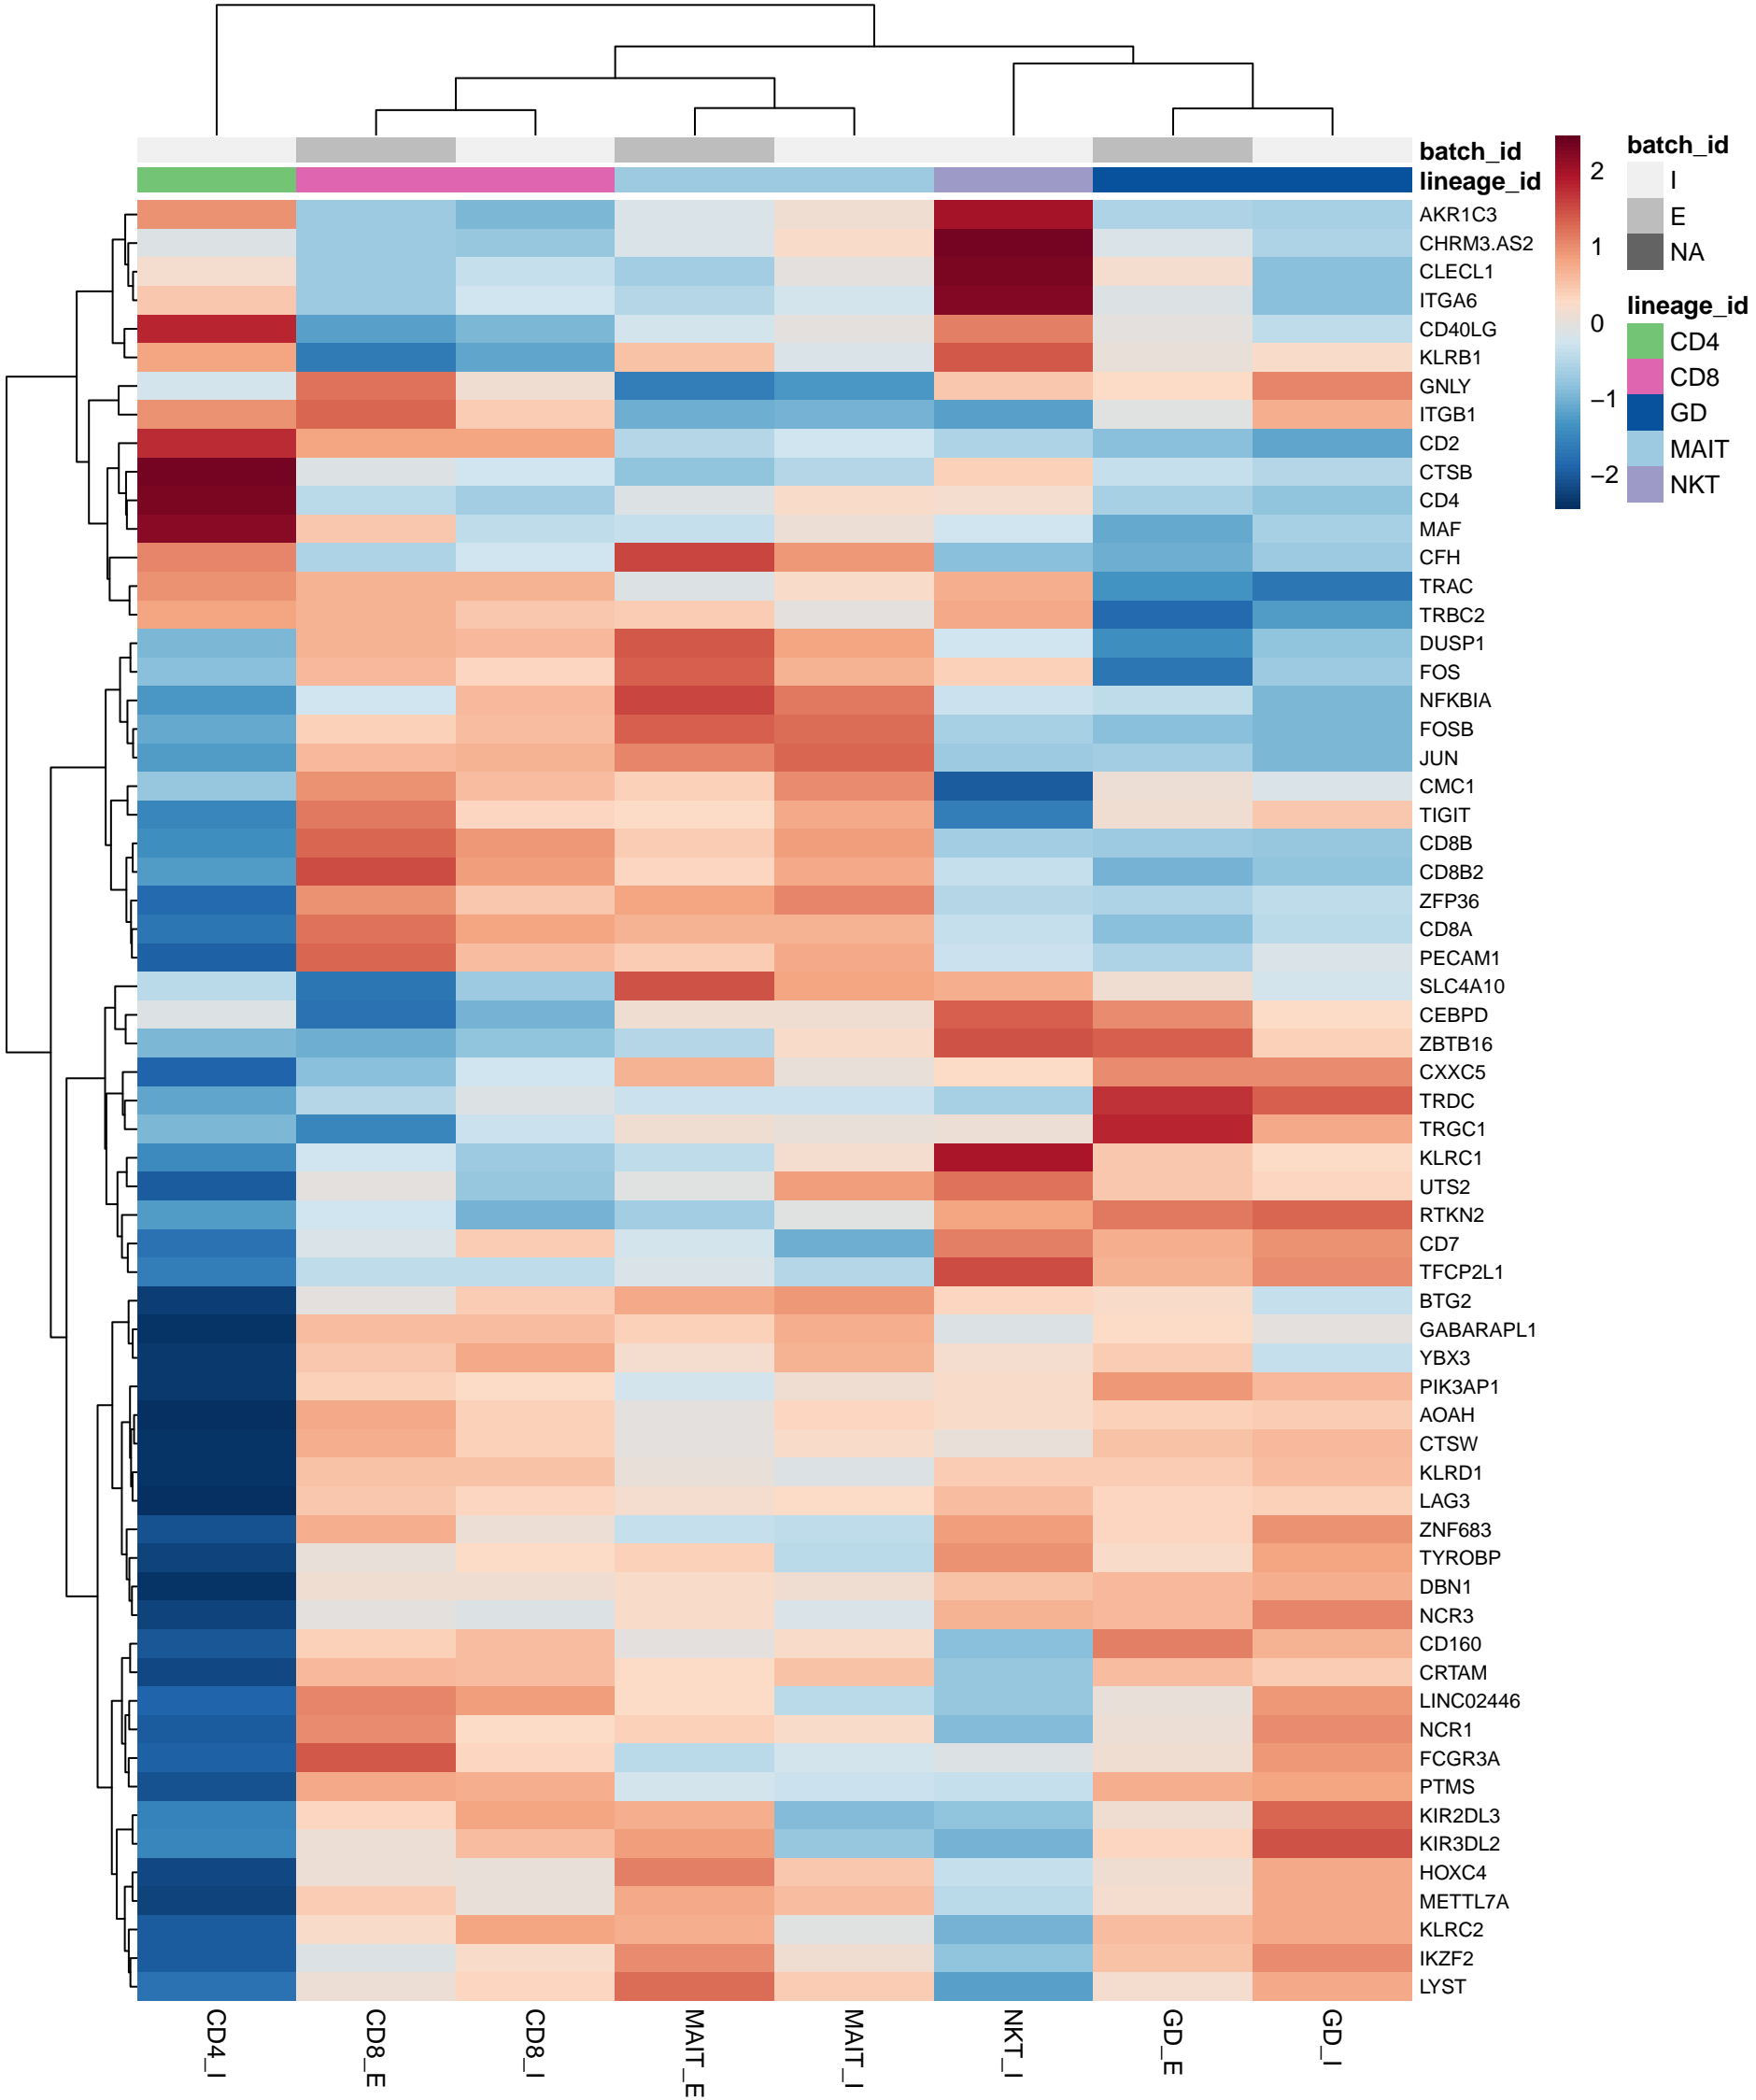 batch_id
lineage_id
AKR1C3
CHRM3.AS2
CLECL1
ITGA6
CD40LG
KLRB1
GNLY
ITGB1
CD2
CTSB
CD4
MAF
CFH
TRAC
TRBC2
DUSP1
FOS
NFKBIA
FOSB
JUN
CMC1
TIGIT
CD8B
CD8B2
ZFP36
CD8A
PECAM1
SLC4A10
CEBPD
ZBTB16
CXXC5
TRDC
TRGC1
KLRC1
UTS2
RTKN2
CD7
TFCP2L1
BTG2
GABARAPL1
YBX3
PIK3AP1
AOAH
CTSW
KLRD1
LAG3
ZNF683
TYROBP
DBN1
NCR3
CD160
CRTAM
LINC02446
NCR1
FCGR3A
PTMS
KIR2DL3
KIR3DL2
HOXC4
METTL7A
KLRC2
IKZF2
LYST
CD4_I
CD8_E
CD8_I
MAIT_E
MAIT_I
NKT_I
GD_E
GD_I
2
1
0
−1
−2
batch_id
I
E
NA
lineage_id
CD4
CD8
GD
MAIT
NKT